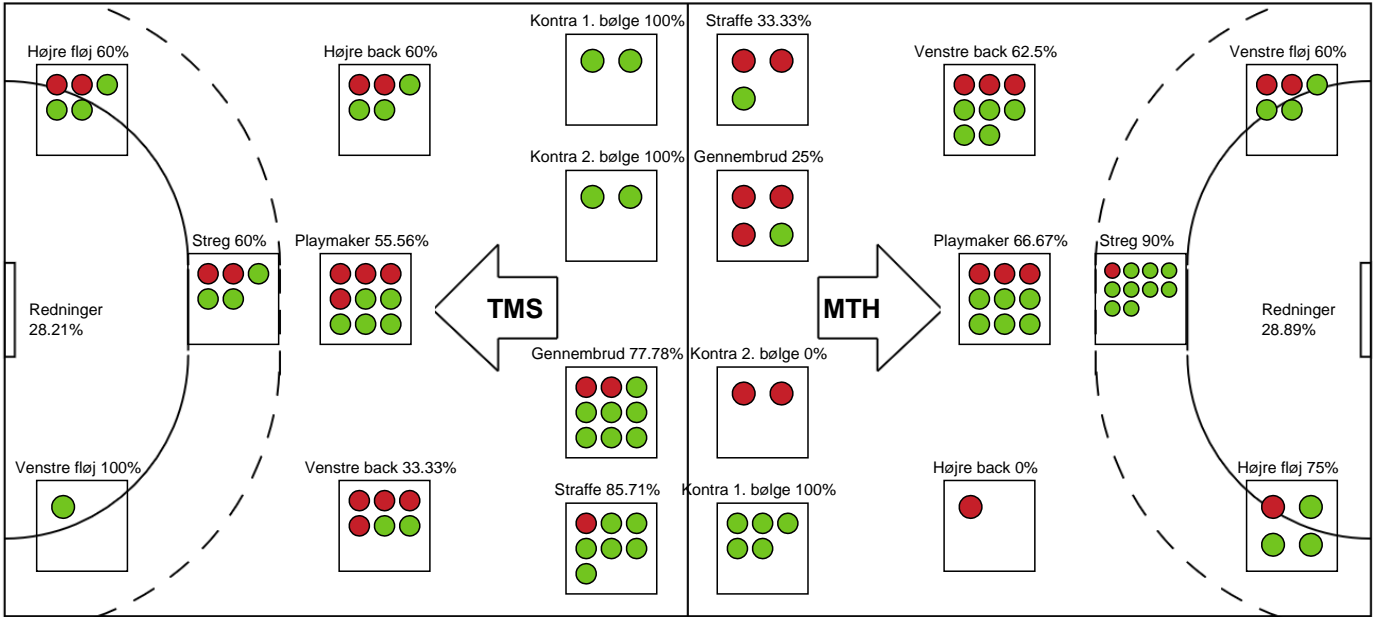 Kontra 1. bølge 100%
Straffe 33.33%
Højre fløj 60%
Højre back 60%
Venstre back 62.5%
Venstre fløj 60%
Kontra 2. bølge 100%
Gennembrud 25%
Streg 60%
Playmaker 55.56%
Playmaker 66.67%
Streg 90%
Redninger
28.21%
TMS
MTH
Redninger
28.89%
Gennembrud 77.78%
Kontra 2. bølge 0%
Venstre fløj 100%
Venstre back 33.33%
Højre back 0%
Højre fløj 75%
Straffe 85.71%
Kontra 1. bølge 100%